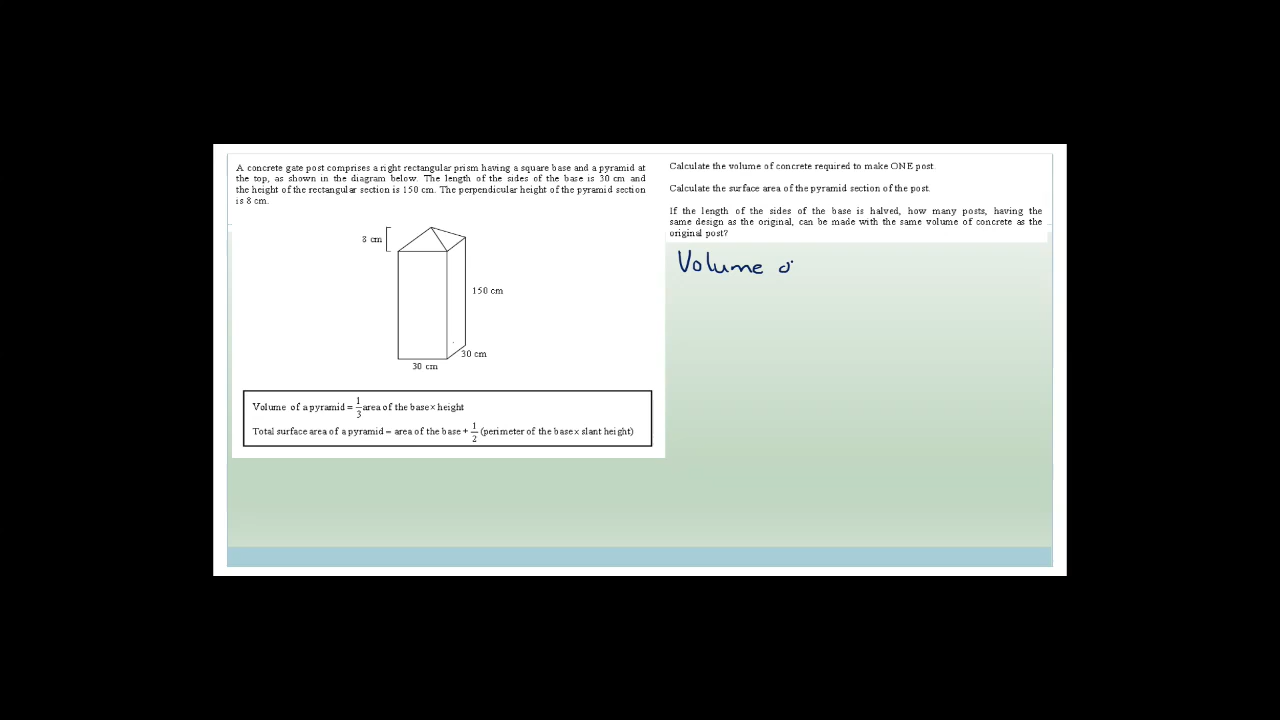 A concrete gate post comprises a right rectangular prism having a square base and a pyramid at
the top, as shown in the diagram below. The length of the sides of the base is 30 cm and
the height of the rectangular section is 150 cm. The perpendicular height of the pyramid section
is 8 cm.
8 cm
150 cm
30 cm
30 cm
Volume of a pyramid = 1/3 area of the base × height
Total surface area of a pyramid = area of the base + 1/2 (perimeter of the base × slant height)
Calculate the volume of concrete required to make ONE post.
Calculate the surface area of the pyramid section of the post.
If the length of the sides of the base is halved, how many posts, having the
same design as the original, can be made with the same volume of concrete as the
original post?
Volume